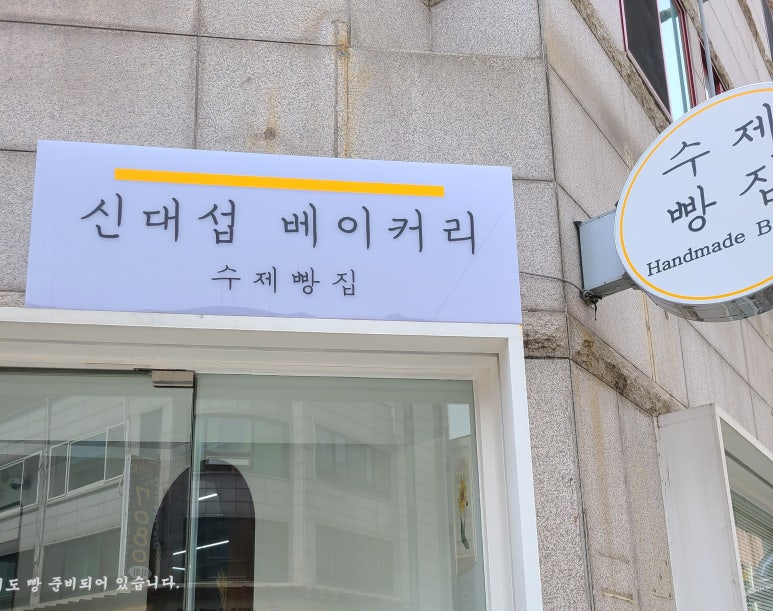 신대섭 베이커리
수제빵집
수제
빵집
Handmade
빵 준비되어 있습니다.